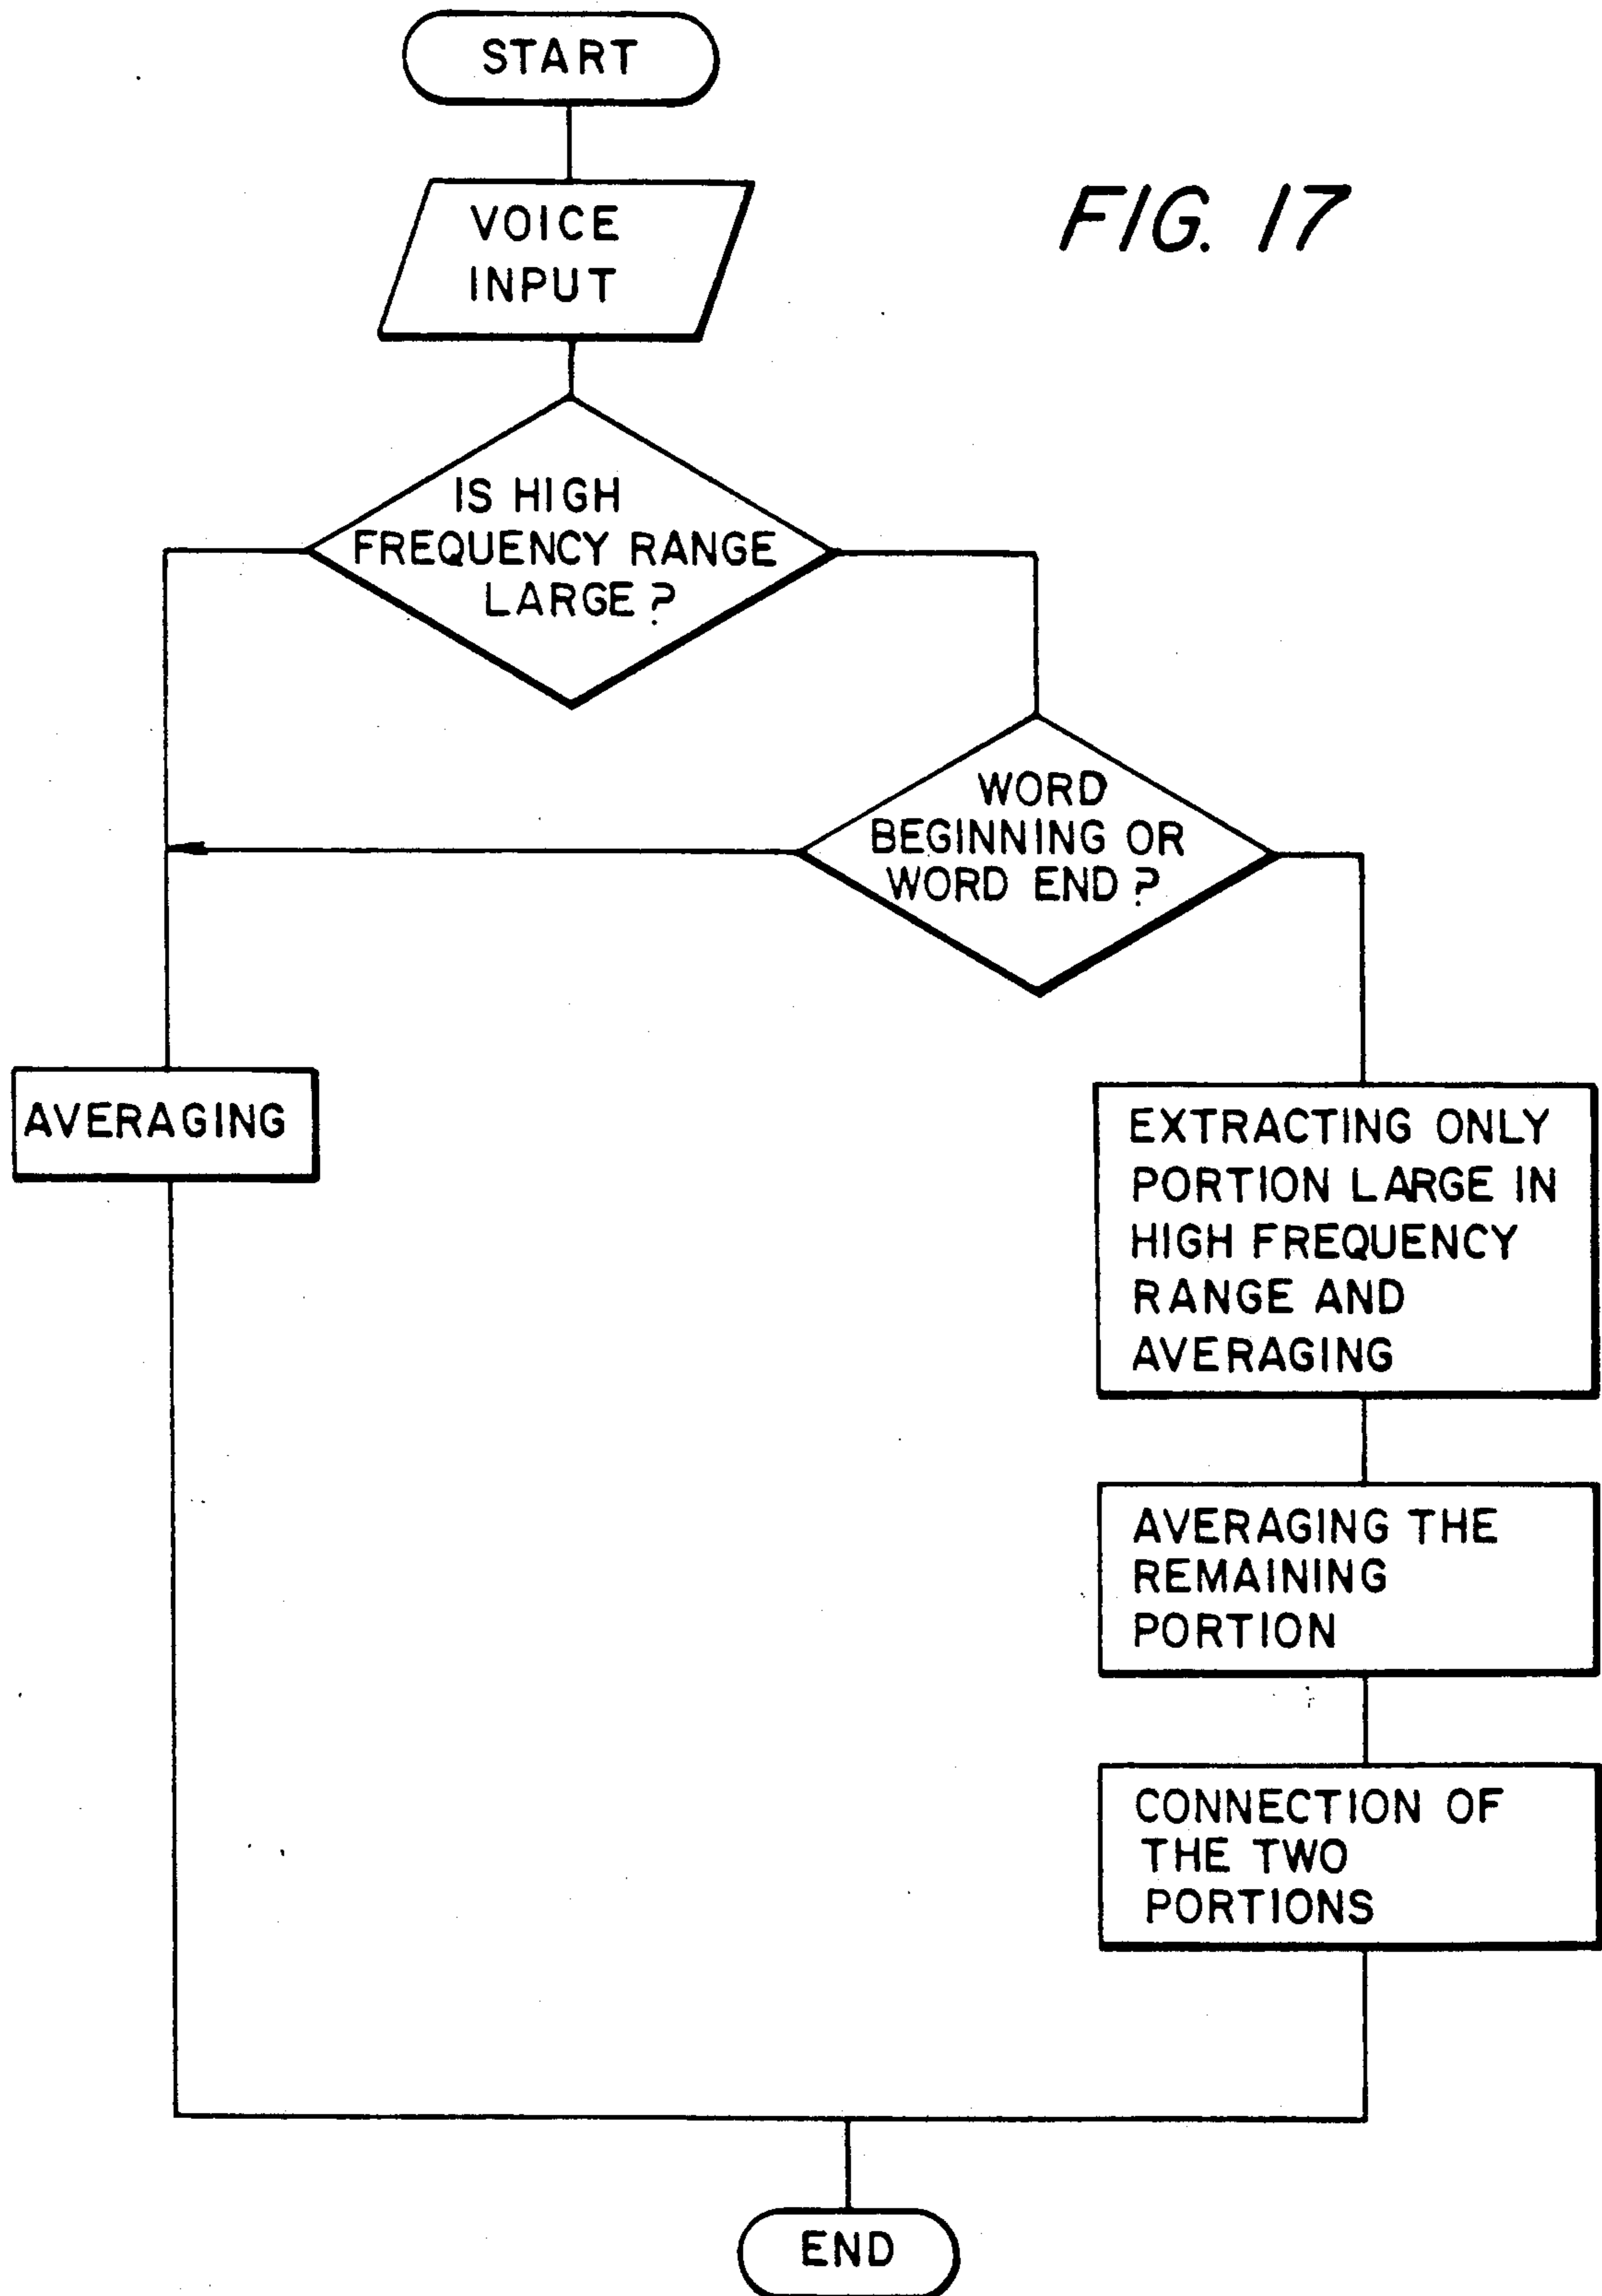 START
VOICE
INPUT
FIG. 17
IS HIGH
FREQUENCY RANGE
LARGE ?
WORD
BEGINNING OR
WORD END ?
AVERAGING
EXTRACTING ONLY
PORTION LARGE IN
HIGH FREQUENCY
RANGE AND
AVERAGING
AVERAGING THE
REMAINING
PORTION
CONNECTION OF
THE TWO
PORTIONS
END